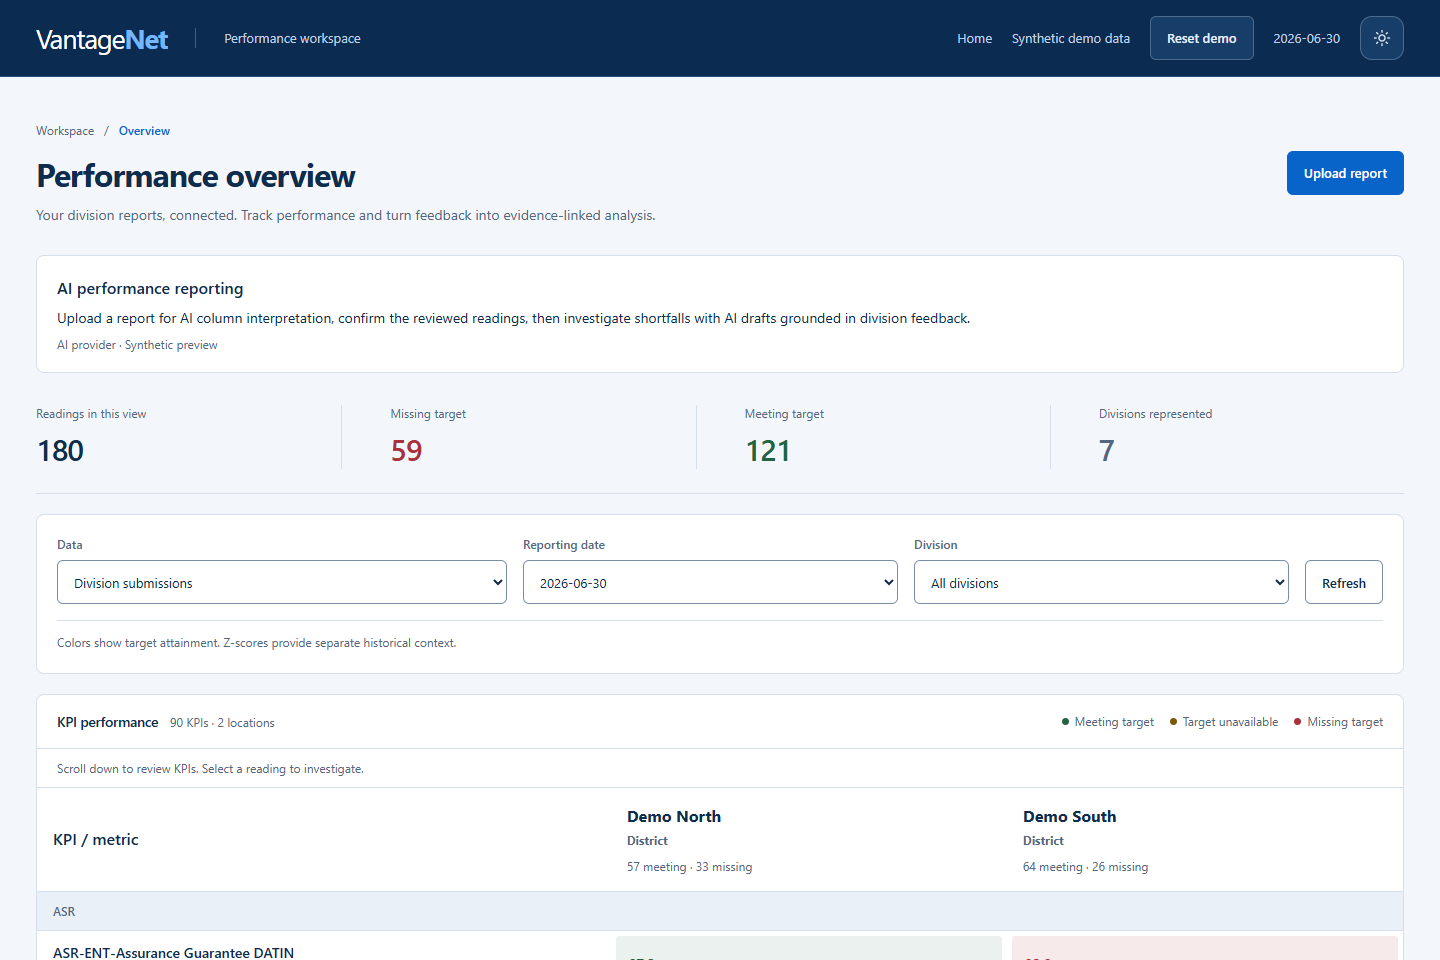 VantageNet
Performance workspace
Home
Synthetic demo data
Reset demo
2026-06-30
Workspace / Overview
Performance overview
Upload report
Your division reports, connected. Track performance and turn feedback into evidence-linked analysis.
AI performance reporting
Upload a report for AI column interpretation, confirm the reviewed readings, then investigate shortfalls with AI drafts grounded in division feedback.
AI provider · Synthetic preview
Readings in this view
180
Missing target
59
Meeting target
121
Divisions represented
7
Data
Division submissions
Reporting date
2026-06-30
Division
All divisions
Refresh
Colors show target attainment. Z-scores provide separate historical context.
KPI performance 90 KPIs · 2 locations
Meeting target
Target unavailable
Missing target
Scroll down to review KPIs. Select a reading to investigate.
KPI / metric
Demo North
District
57 meeting · 33 missing
Demo South
District
64 meeting · 26 missing
ASR
ASR-ENT-Assurance Guarantee DATIN